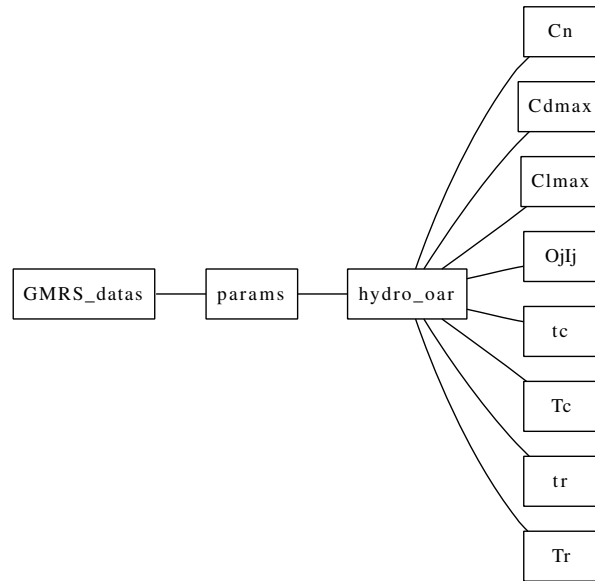 Cn
Cdmax
Clmax
OjIj
GMRS_datas
params
hydro_oar
tc
Tc
tr
Tr